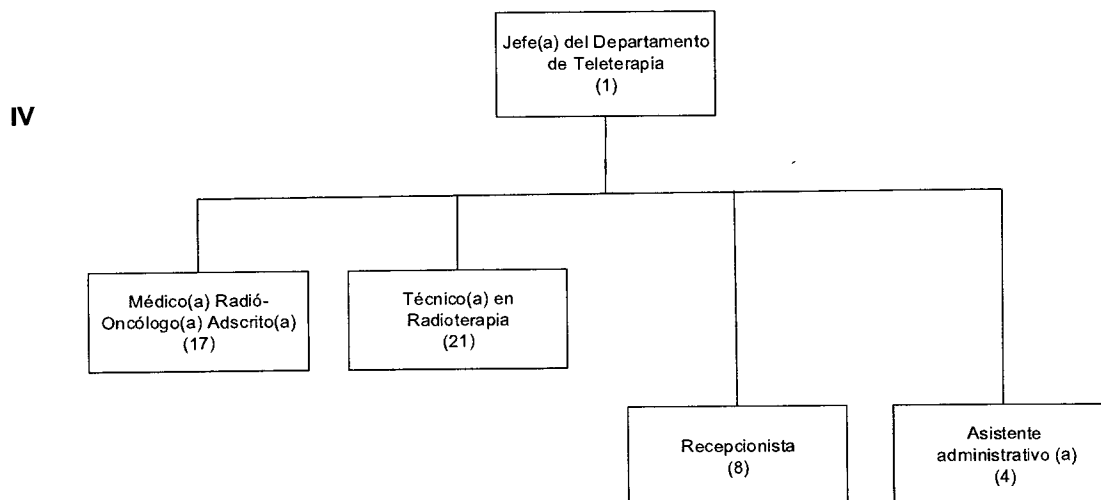 Jefe(a) del Departamento
de Teleterapia
(1)
IV
Médico(a) Radió-
Oncólogo(a) Adscrito(a)
(17)
Técnico(a) en
Radioterapia
(21)
Recepcionista
(8)
Asistente
administrativo (a)
(4)